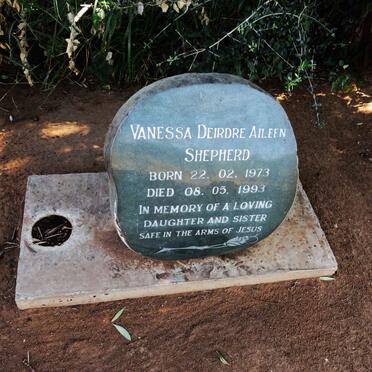 Vanessa Deirdre Aileen
Shepherd
BORN 22. 02. 1973
DIED 08. 05. 1993
IN MEMORY OF A LOVING
DAUGHTER AND SISTER
SAFE IN THE ARMS OF JESUS